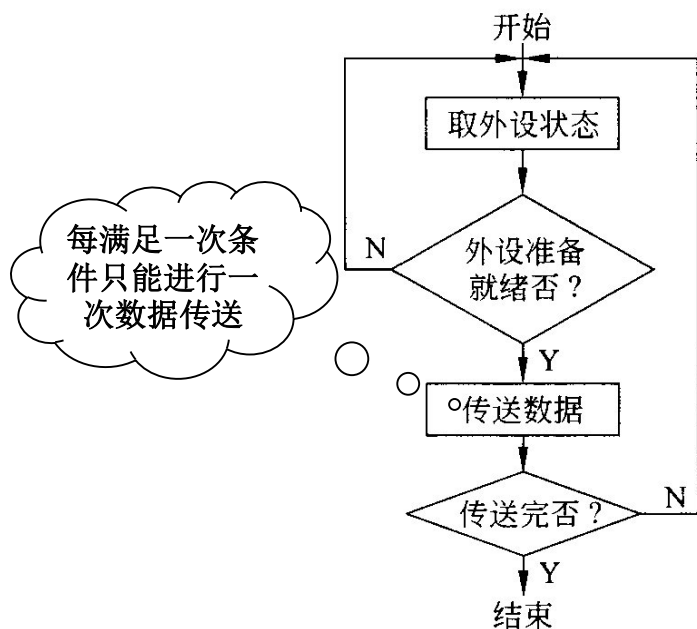 开始
取外设状态
每满足一次条
件只能进行一
次数据传送
N
外设准备
就绪否？
Y
传送数据
传送完否？
N
Y
结束